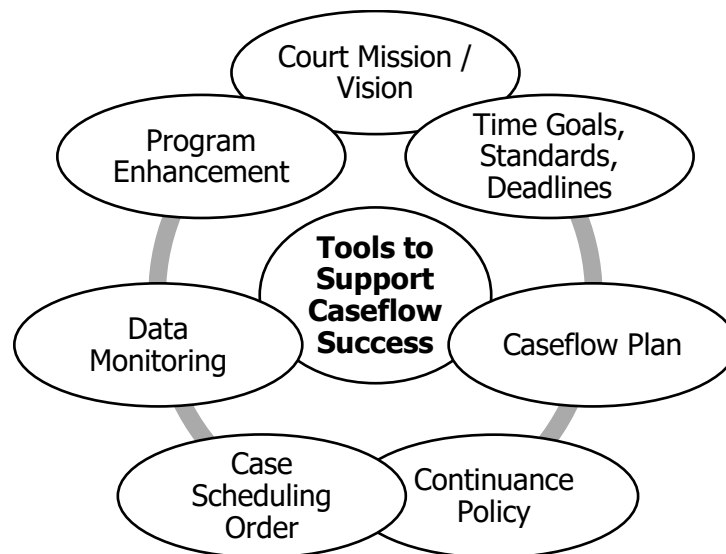 Court Mission /
Vision
Time Goals,
Standards,
Deadlines
Caseflow Plan
Continuance
Policy
Case
Scheduling
Order
Data
Monitoring
Program
Enhancement
Tools to
Support
Caseflow
Success